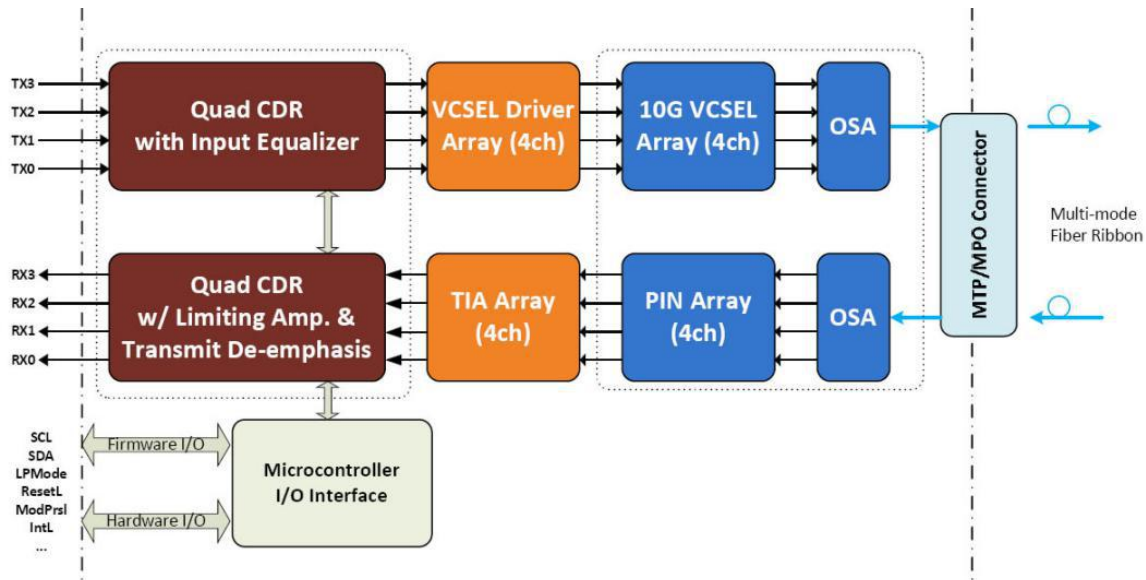 TX3
TX2
TX1
TX0
Quad CDR
with Input Equalizer
VCSEL Driver
Array (4ch)
10G VCSEL
Array (4ch)
OSA
MTP/MPO Connector
Multi-mode
Fiber Ribbon
RX3
RX2
RX1
RX0
Quad CDR
w/ Limiting Amp. &
Transmit De-emphasis
TIA Array
(4ch)
PIN Array
(4ch)
OSA
SCL
SDA
LPMode
ResetL
ModPrsl
IntL
...
Firmware I/O
Hardware I/O
Microcontroller
I/O Interface